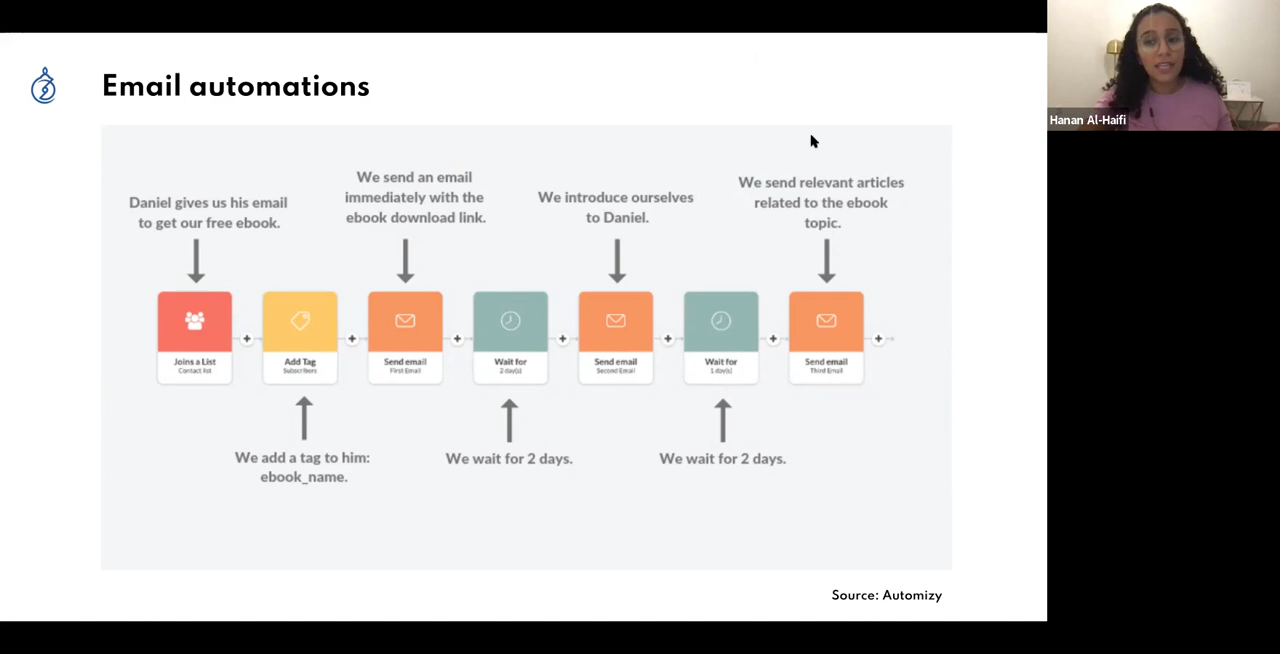 Email automations
Hanan Al-Haifi
Daniel gives us his email
to get our free ebook.
We send an email
immediately with the
ebook download link.
We introduce ourselves
to Daniel.
We send relevant articles
related to the ebook
topic.
Joins a List
Contact list
Add Tag
Subscribers
Send email
First Email
Wait for
2 day(s)
Send email
Second Email
Wait for
1 day(s)
Send email
Third Email
We add a tag to him:
ebook_name.
We wait for 2 days.
We wait for 2 days.
Source: Automizy